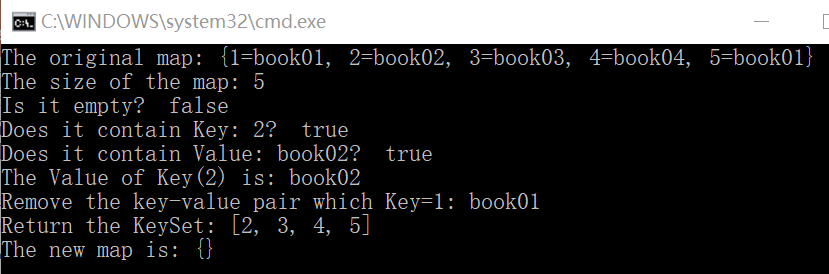 C:\WINDOWS\system32\cmd.exe
The original map: {1=book01, 2=book02, 3=book03, 4=book04, 5=book01}
The size of the map: 5
Is it empty?  false
Does it contain Key: 2?  true
Does it contain Value: book02?  true
The Value of Key(2) is: book02
Remove the key-value pair which Key=1: book01
Return the KeySet: [2, 3, 4, 5]
The new map is: {}